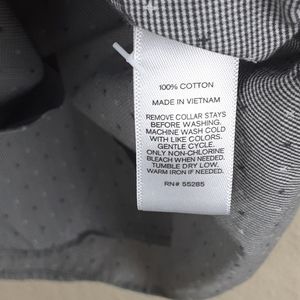 100% COTTON
MADE IN VIETNAM
REMOVE COLLAR STAYS
BEFORE WASHING.
MACHINE WASH COLD
WITH LIKE COLORS.
GENTLE CYCLE.
ONLY NON-CHLORINE
BLEACH WHEN NEEDED.
TUMBLE DRY LOW.
WARM IRON IF NEEDED.
RN# 55285